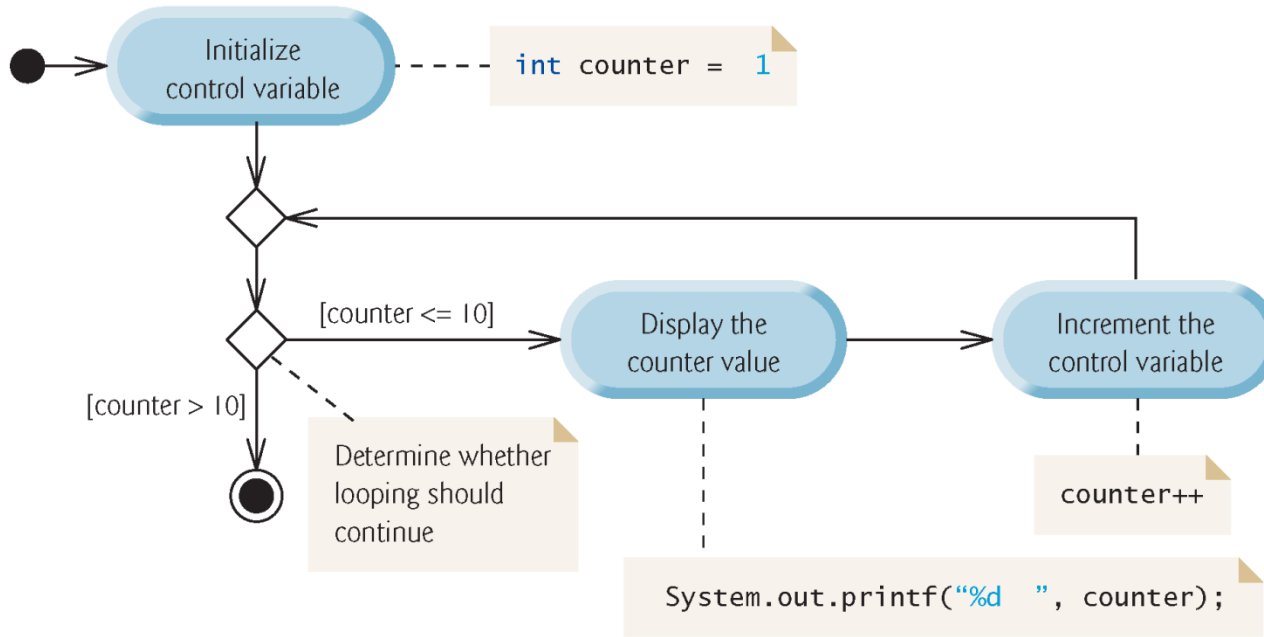 Initialize
control variable
int counter =  1
[counter <= 10]
Display the
counter value
Increment the
control variable
[counter > 10]
Determine whether
looping should
continue
counter++
System.out.printf(“%d  ”, counter);